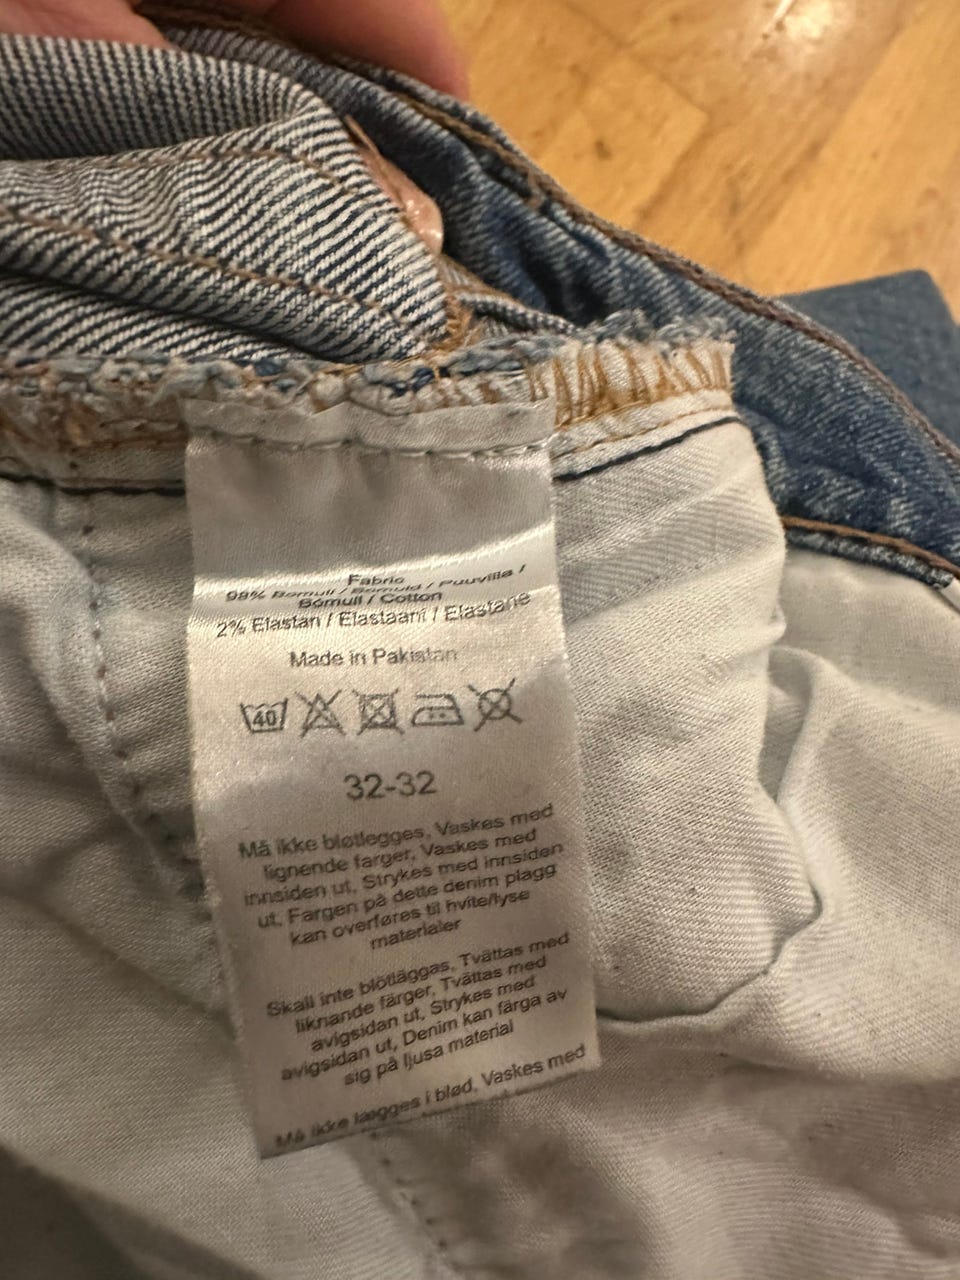 Fabric
98% Bomull / Bomuld / Puuvilla /
Bómull / Cotton
2% Elastan / Elastaani / Elastane
Made in Pakistan
40
32-32
Må ikke bløtlegges, Vaskes med
lignende farger, Vaskes med
innsiden ut, Strykes med innsiden
ut, Fargen på dette denim plagg
kan overføres til hvite/lyse
materialer
Skall inte blötläggas, Tvättas med
liknande färger, Tvättas med
avigsidan ut, Strykes med
avigsidan ut, Denim kan färga av
sig på ljusa material
Må ikke lægges i blød, Vaskes med